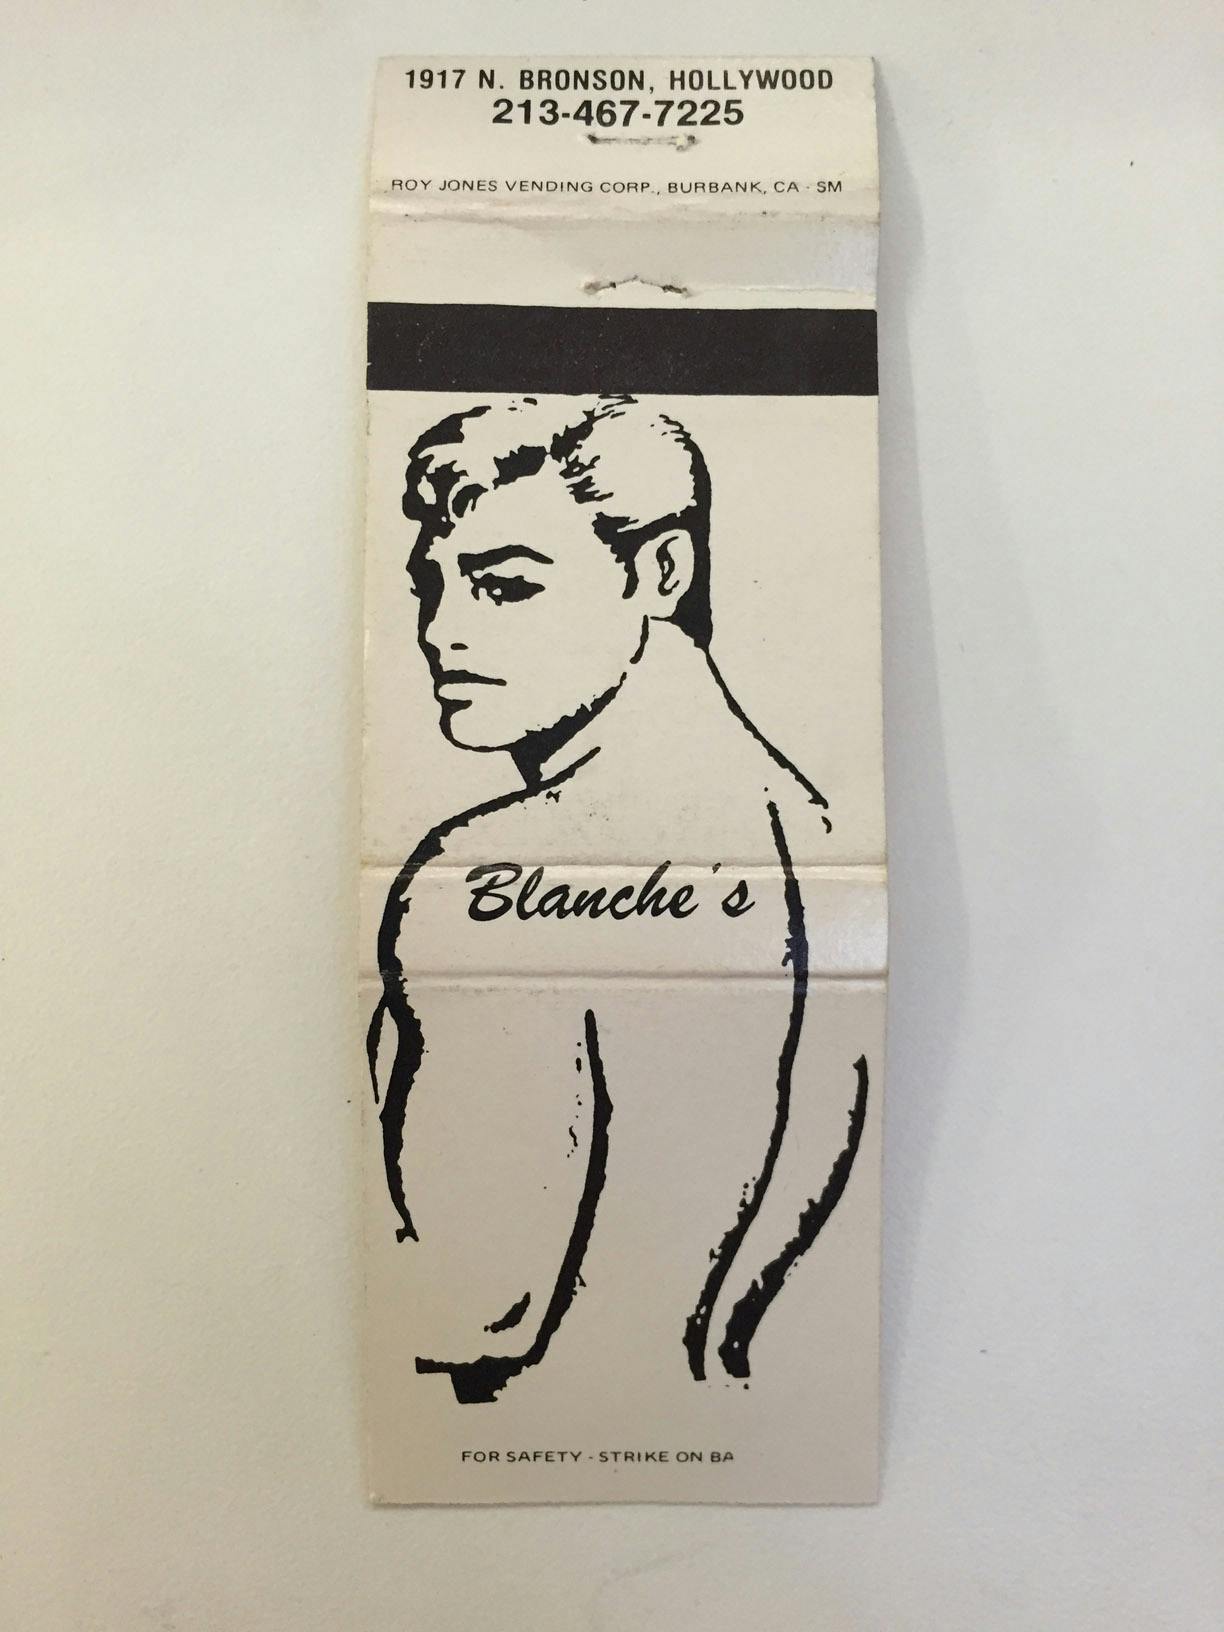 1917 N. BRONSON, HOLLYWOOD
213-467-7225
ROY JONES VENDING CORP., BURBANK, CA - SM
Blanche's
FOR SAFETY - STRIKE ON BA